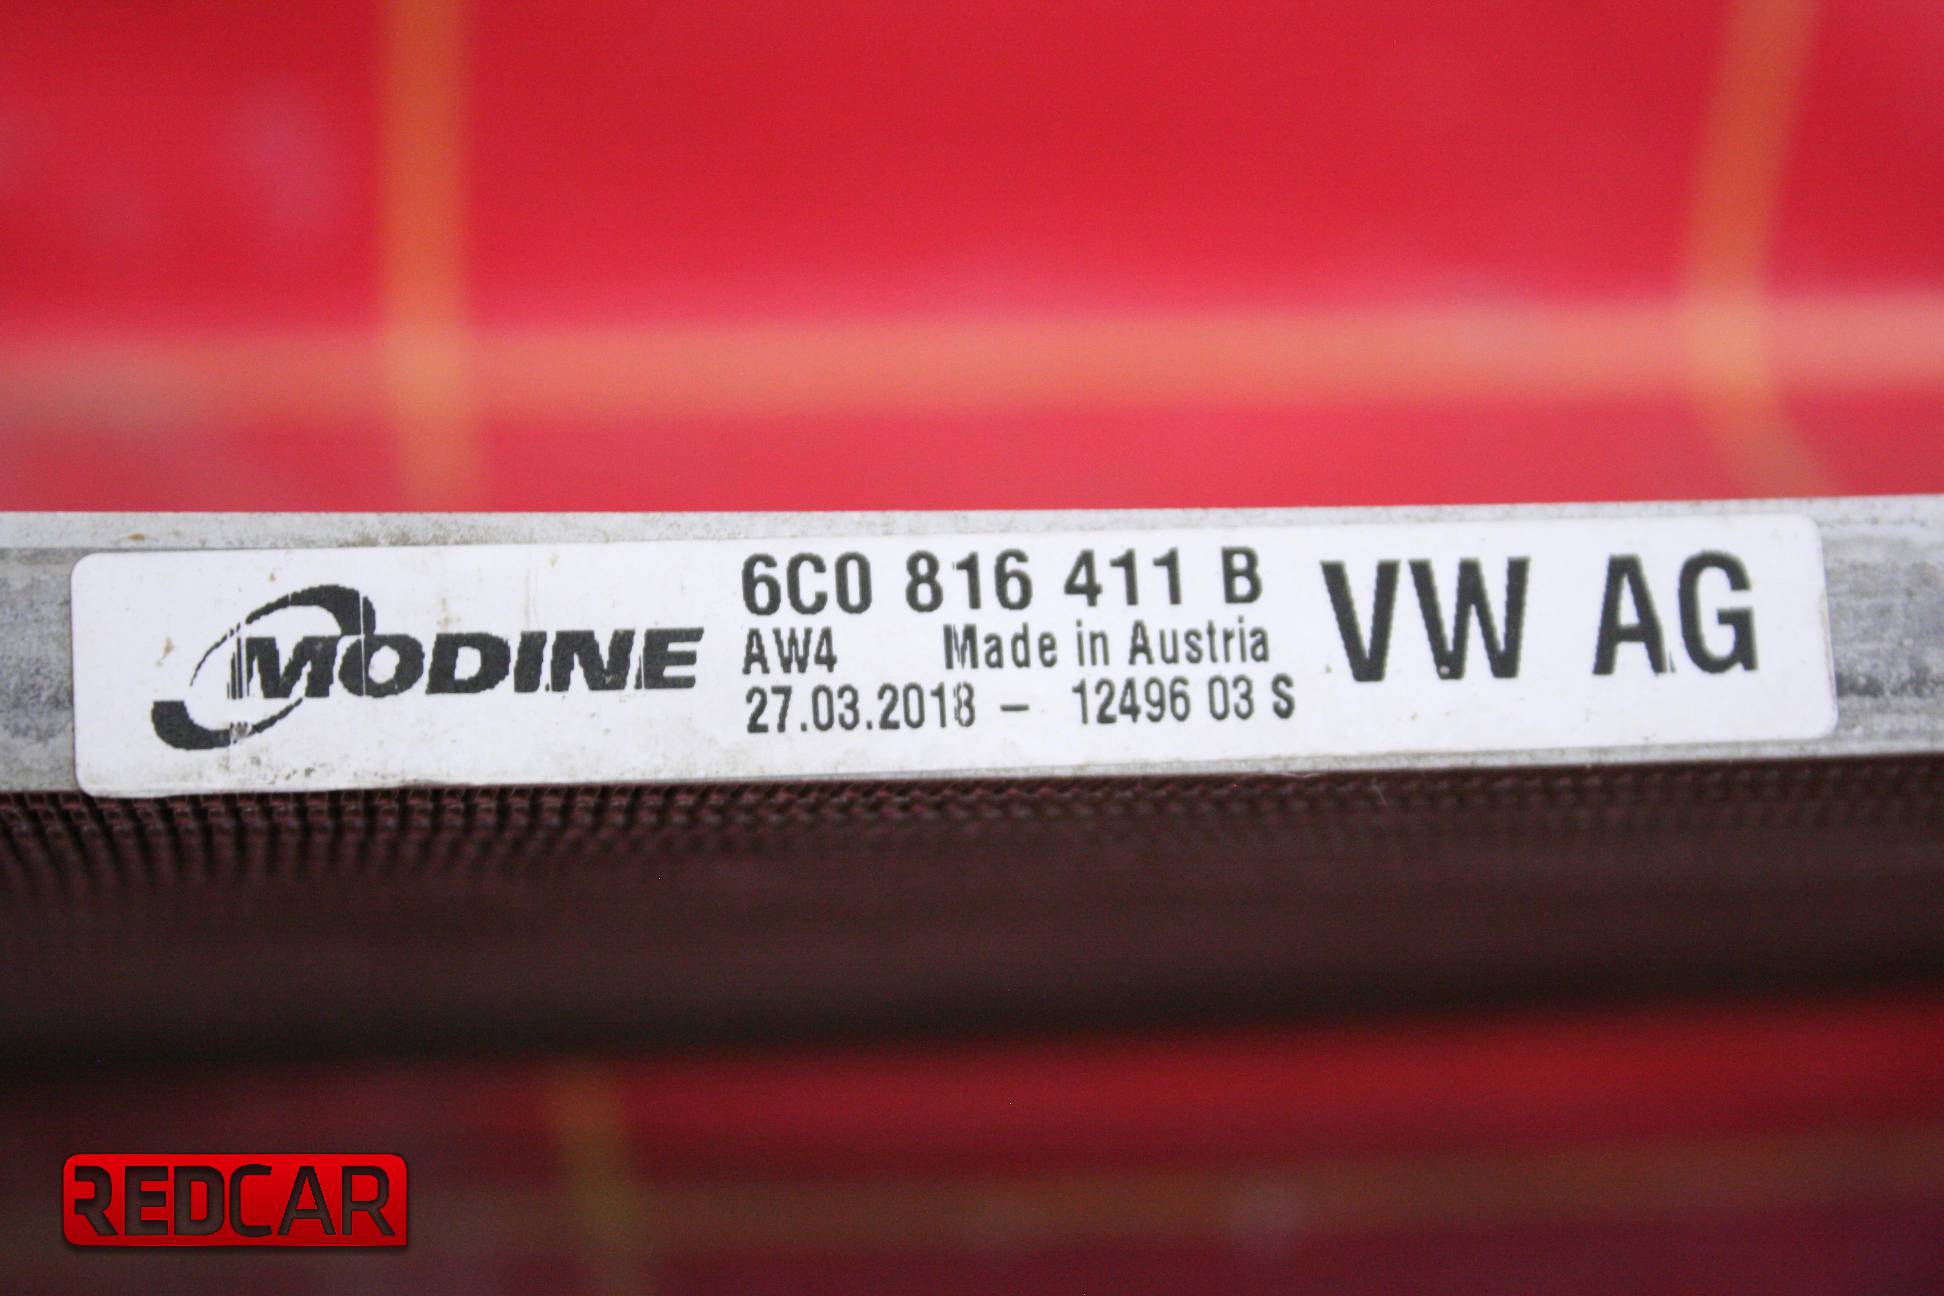 MODINE
6C0 816 411 B
AW4 Made in Austria
27.03.2018 – 12496 03 S
VW AG
REDCAR